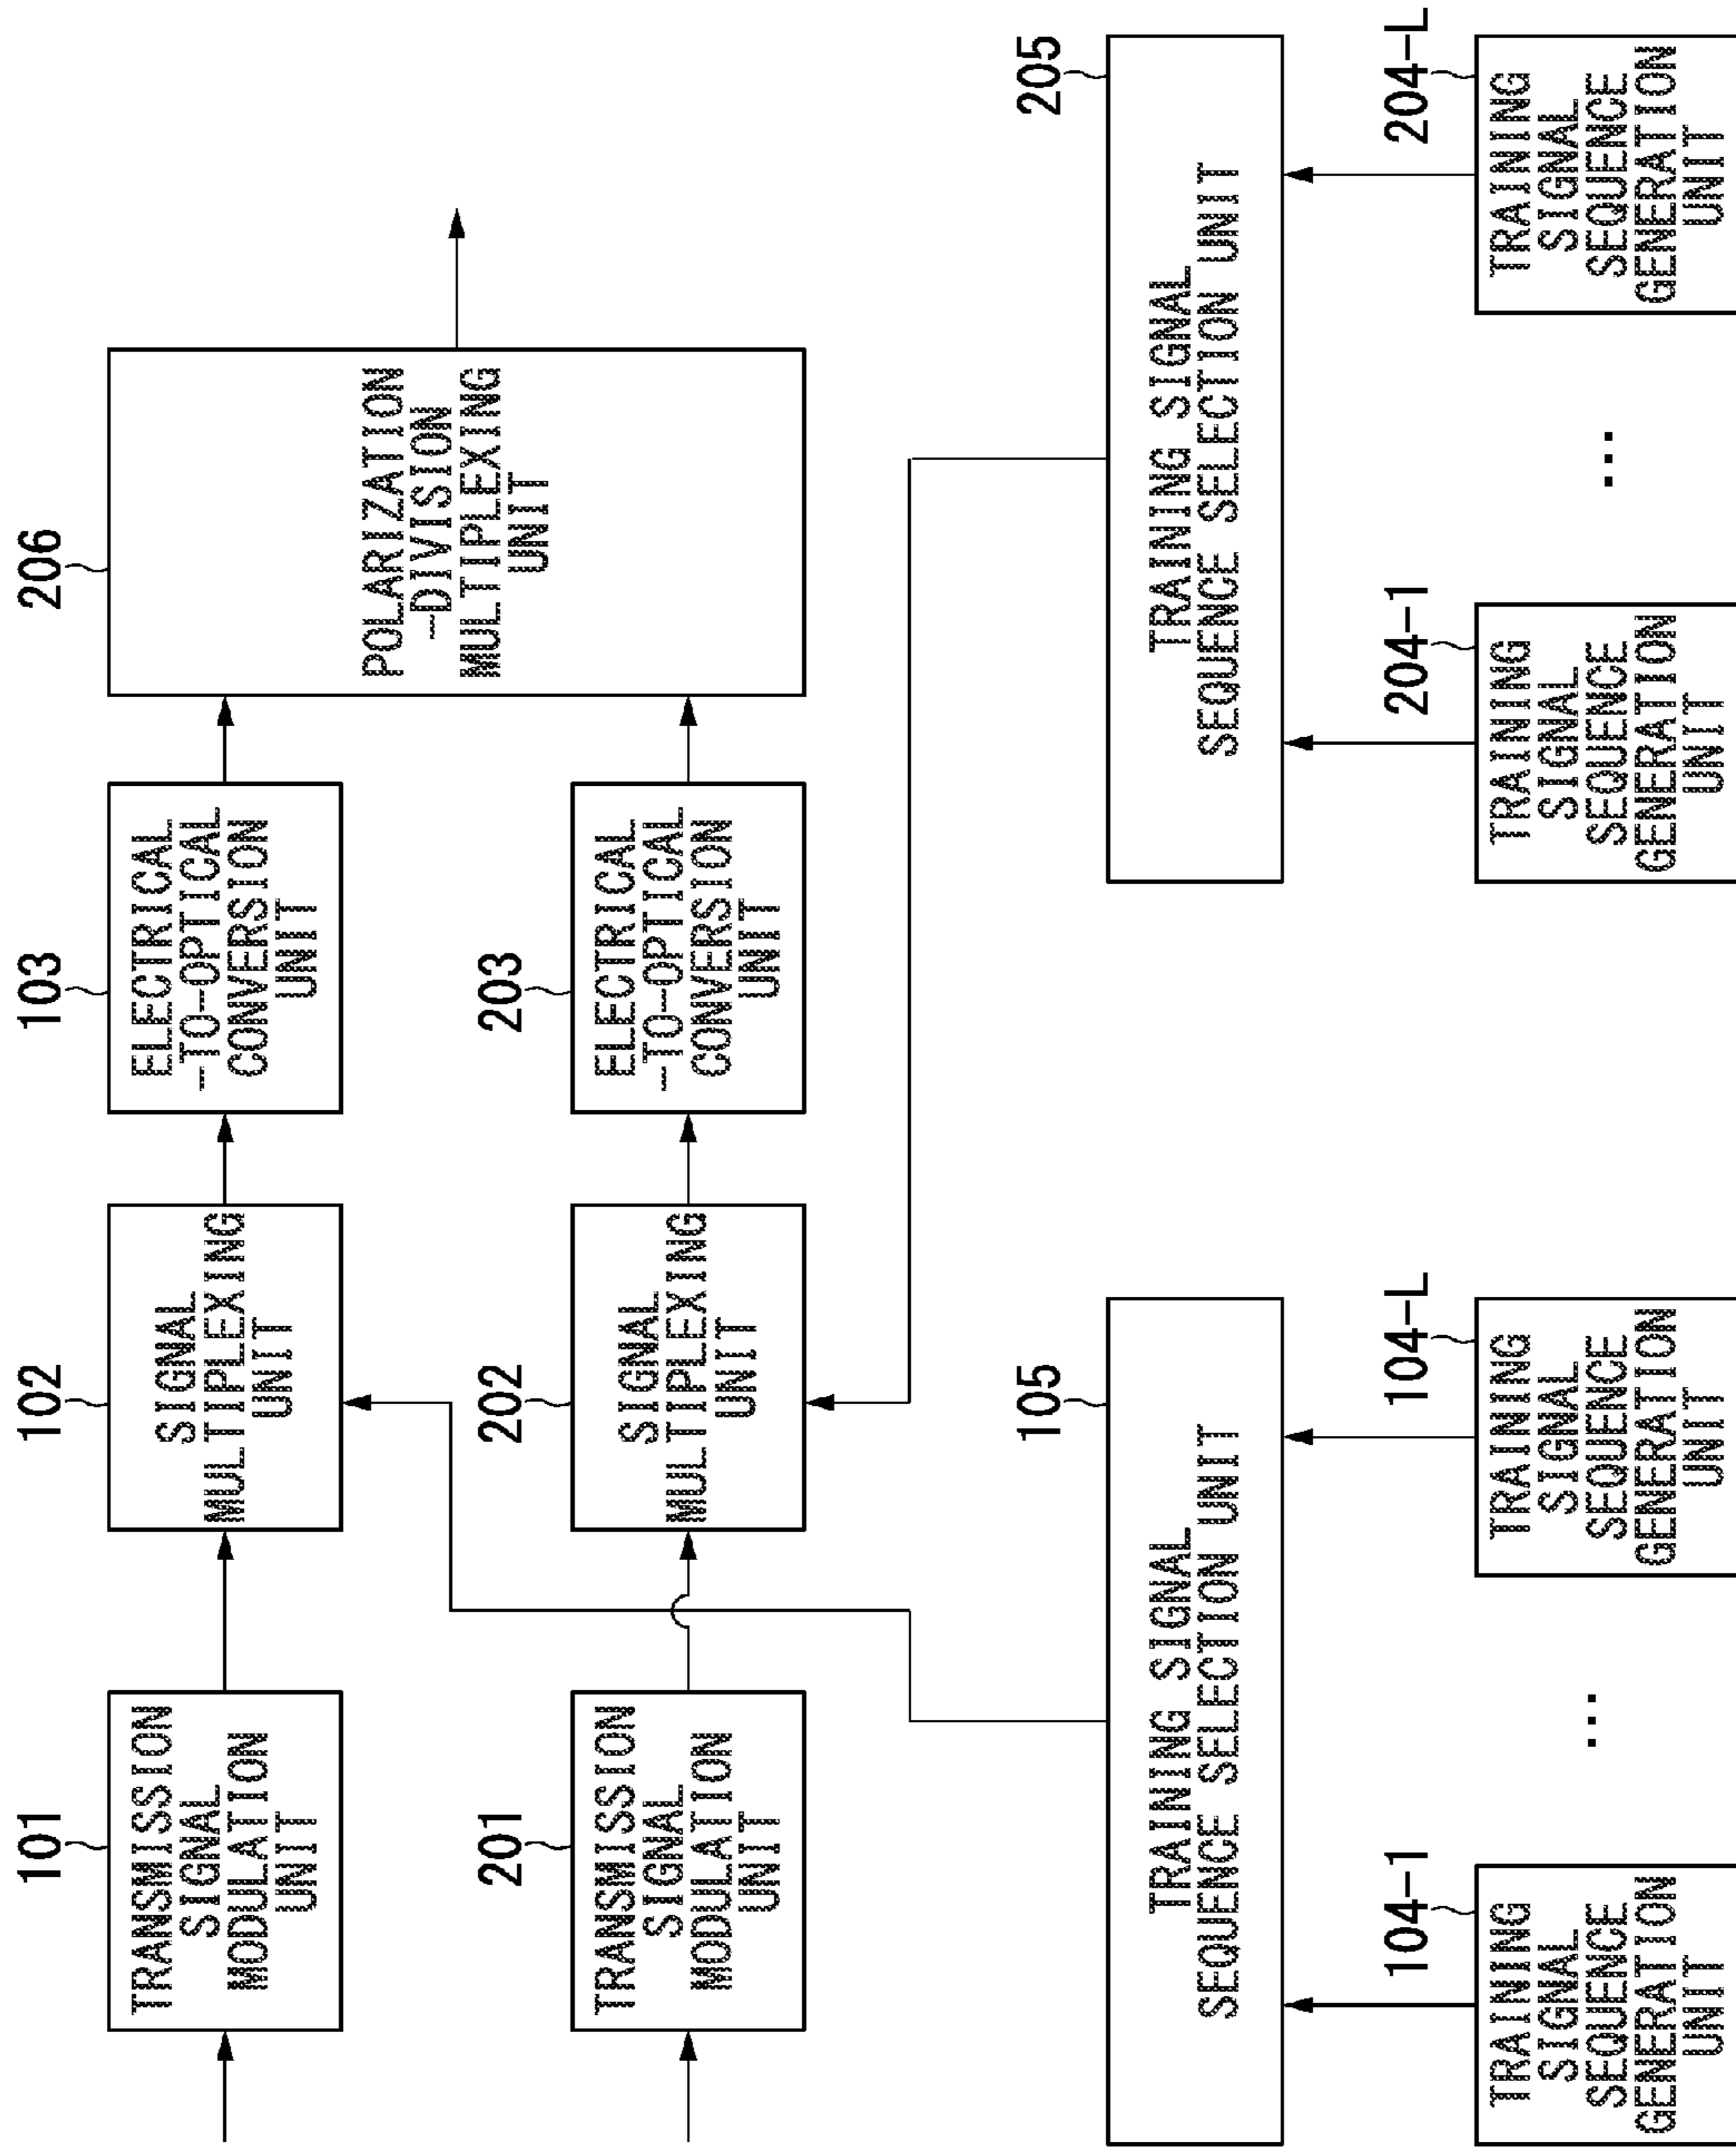 101
TRANSMISSION
SIGNAL
MODULATION
UNIT
102
SIGNAL
MULTIPLEXING
UNIT
103
ELECTRICAL
-TO-OPTICAL
CONVERSION
UNIT
206
POLARIZATION
-DIVISION
MULTIPLEXING
UNIT
201
TRANSMISSION
SIGNAL
MODULATION
UNIT
202
SIGNAL
MULTIPLEXING
UNIT
203
ELECTRICAL
-TO-OPTICAL
CONVERSION
UNIT
105
TRAINING SIGNAL
SEQUENCE SELECTION UNIT
205
TRAINING SIGNAL
SEQUENCE SELECTION UNIT
104-1
TRAINING
SIGNAL
SEQUENCE
GENERATION
UNIT
...
104-L
TRAINING
SIGNAL
SEQUENCE
GENERATION
UNIT
204-1
TRAINING
SIGNAL
SEQUENCE
GENERATION
UNIT
...
204-L
TRAINING
SIGNAL
SEQUENCE
GENERATION
UNIT